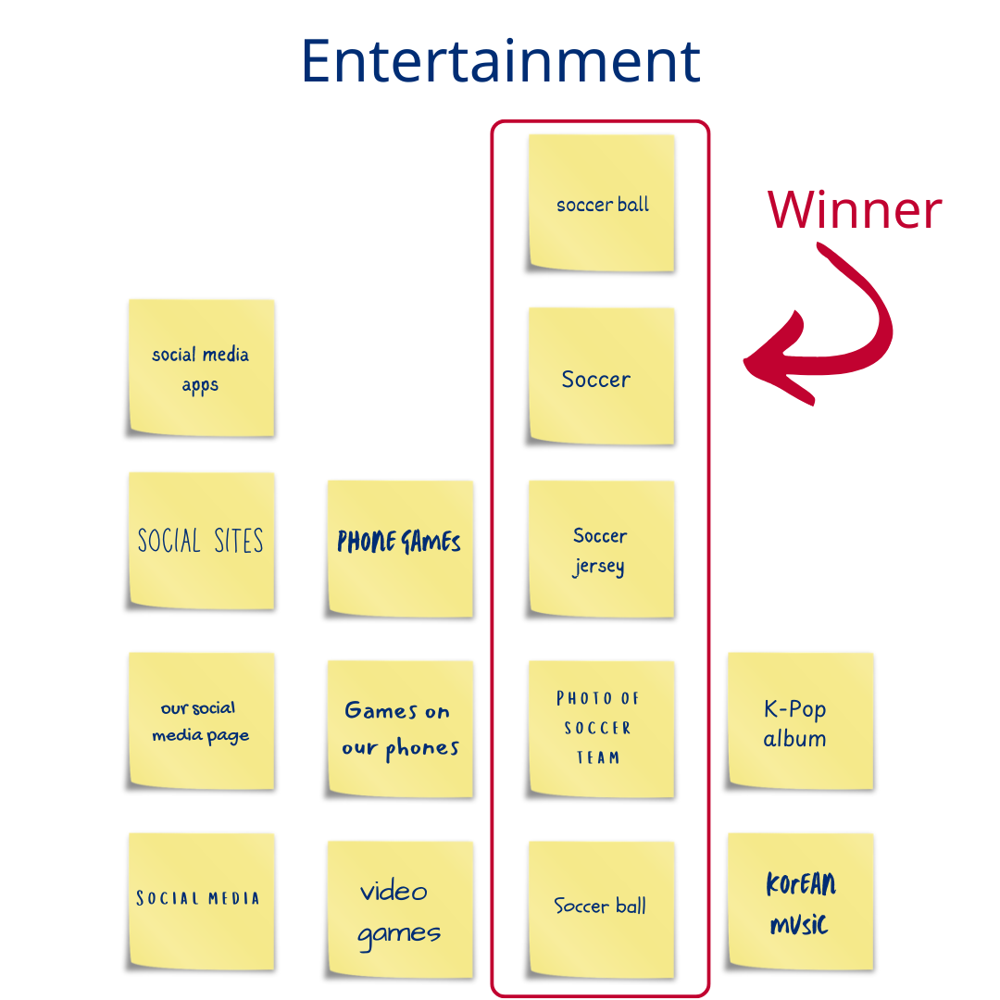 Entertainment
soccer ball
Winner
social media
apps
Soccer
SOCIAL SITES
PHONE GAMES
Soccer
jersey
our social
media page
Games on
our phones
PHOTO OF
SOCCER
TEAM
K-Pop
album
SOCIAL MEDIA
video
games
Soccer ball
KOREAN
MUSIC